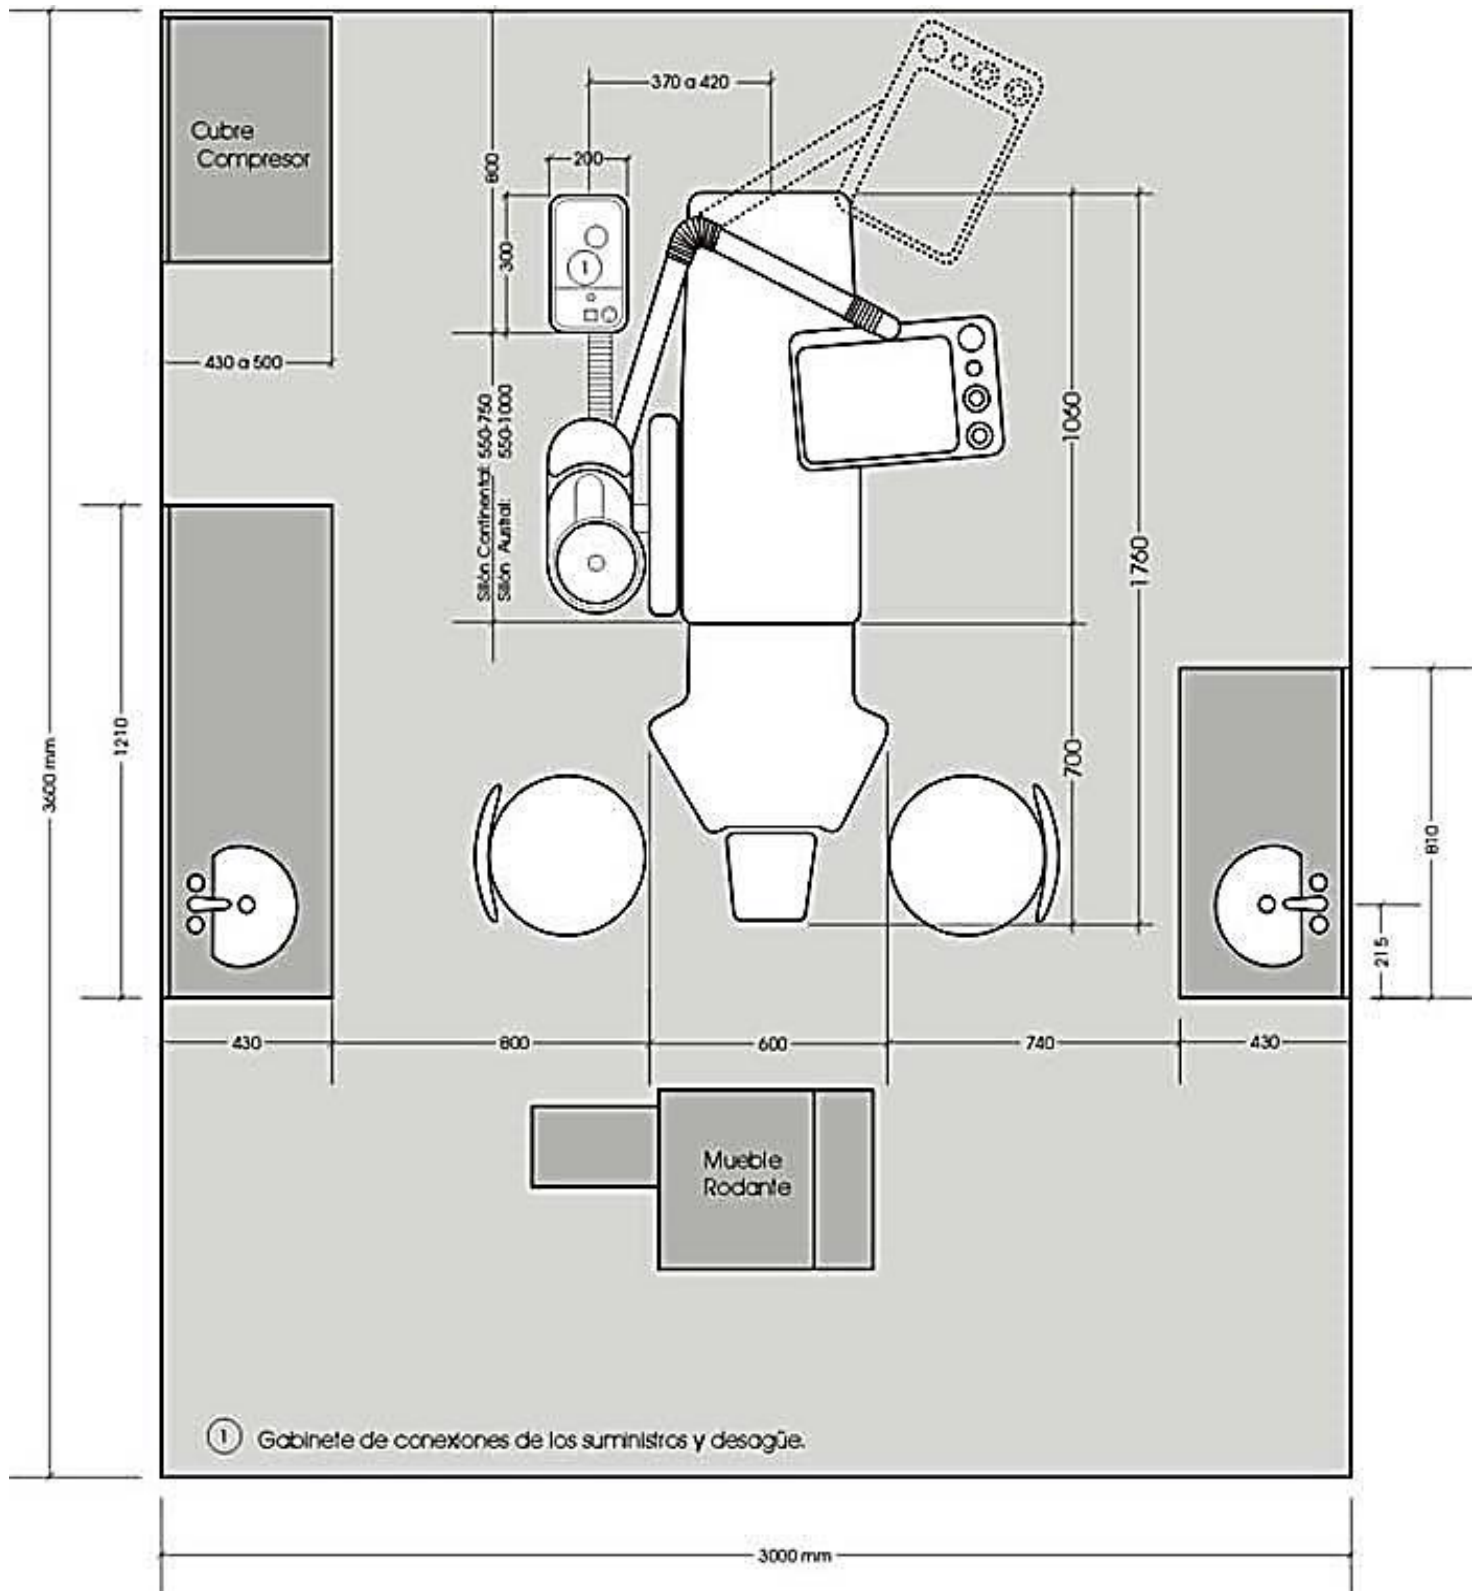 370 a 420
Cubre
Compresor
200
800
300
1
430 a 500
Sillón Continental: 550-750
Sillón Austral: 550-1000
1060
1760
1210
3600 mm
700
810
215
430
800
600
740
430
Mueble
Rodante
1 Gabinete de conexiones de los suministros y desagüe.
3000 mm